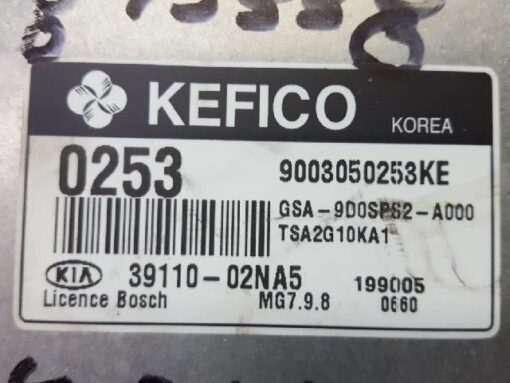 KEFICO KOREA
0253
9003050253KE
GSA-9D0SPS2-A000
TSA2G10KA1
KIA 39110-02NA5
199005
Licence Bosch MG7.9.8 0660